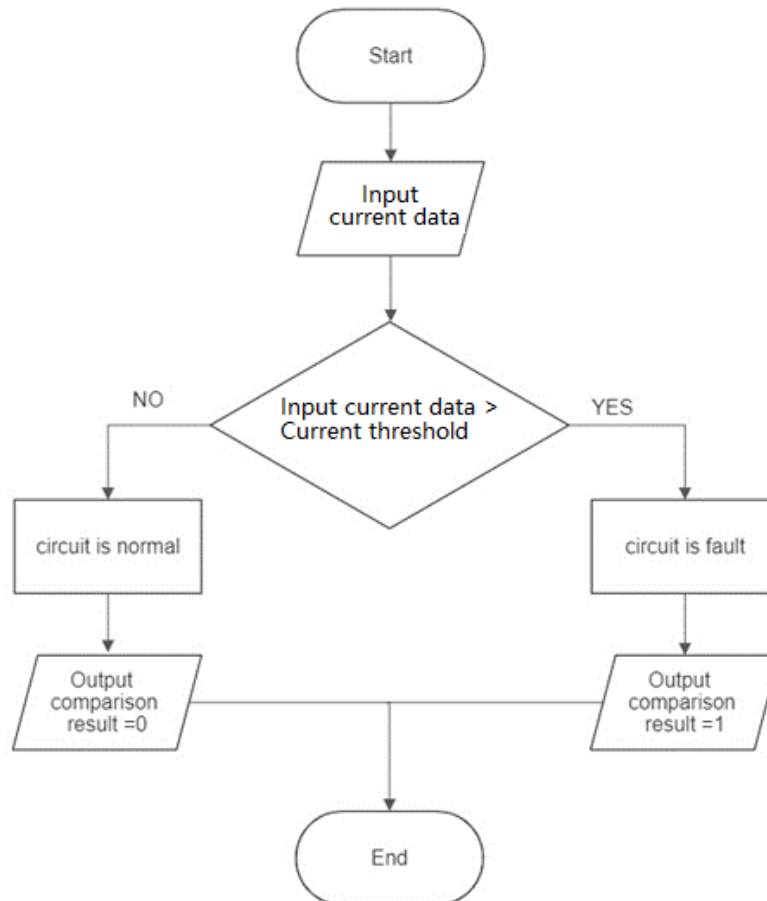 Start
Input
current data
Input current data >
Current threshold
NO
YES
circuit is normal
circuit is fault
Output
comparison
result =0
Output
comparison
result =1
End